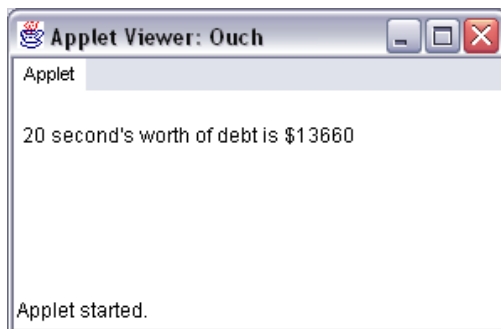 Applet Viewer: Ouch
Applet
20 second's worth of debt is $13660
Applet started.